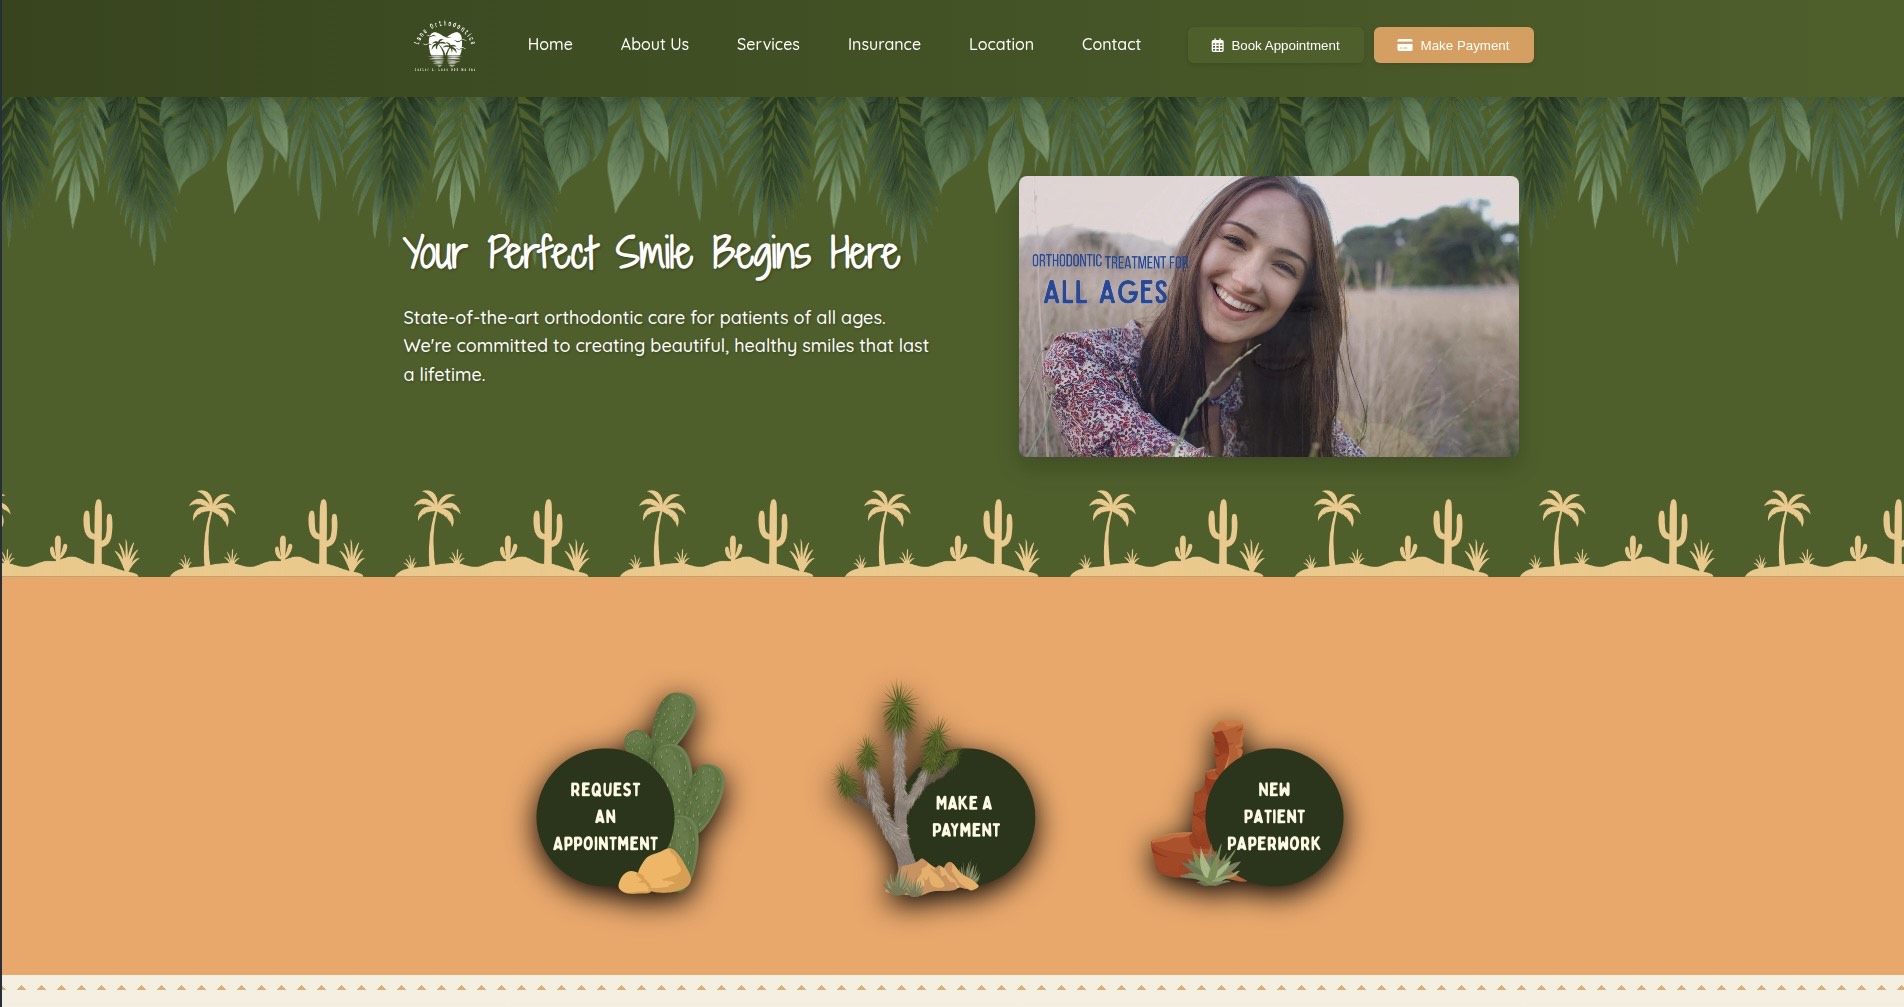 Lane Orthodontics
Home
About Us
Services
Insurance
Location
Contact
Book Appointment
Make Payment
Your Perfect Smile Begins Here
State-of-the-art orthodontic care for patients of all ages.
We're committed to creating beautiful, healthy smiles that last
a lifetime.
ORTHODONTIC TREATMENT FOR
ALL AGES
REQUEST
AN
APPOINTMENT
MAKE A
PAYMENT
NEW
PATIENT
PAPERWORK